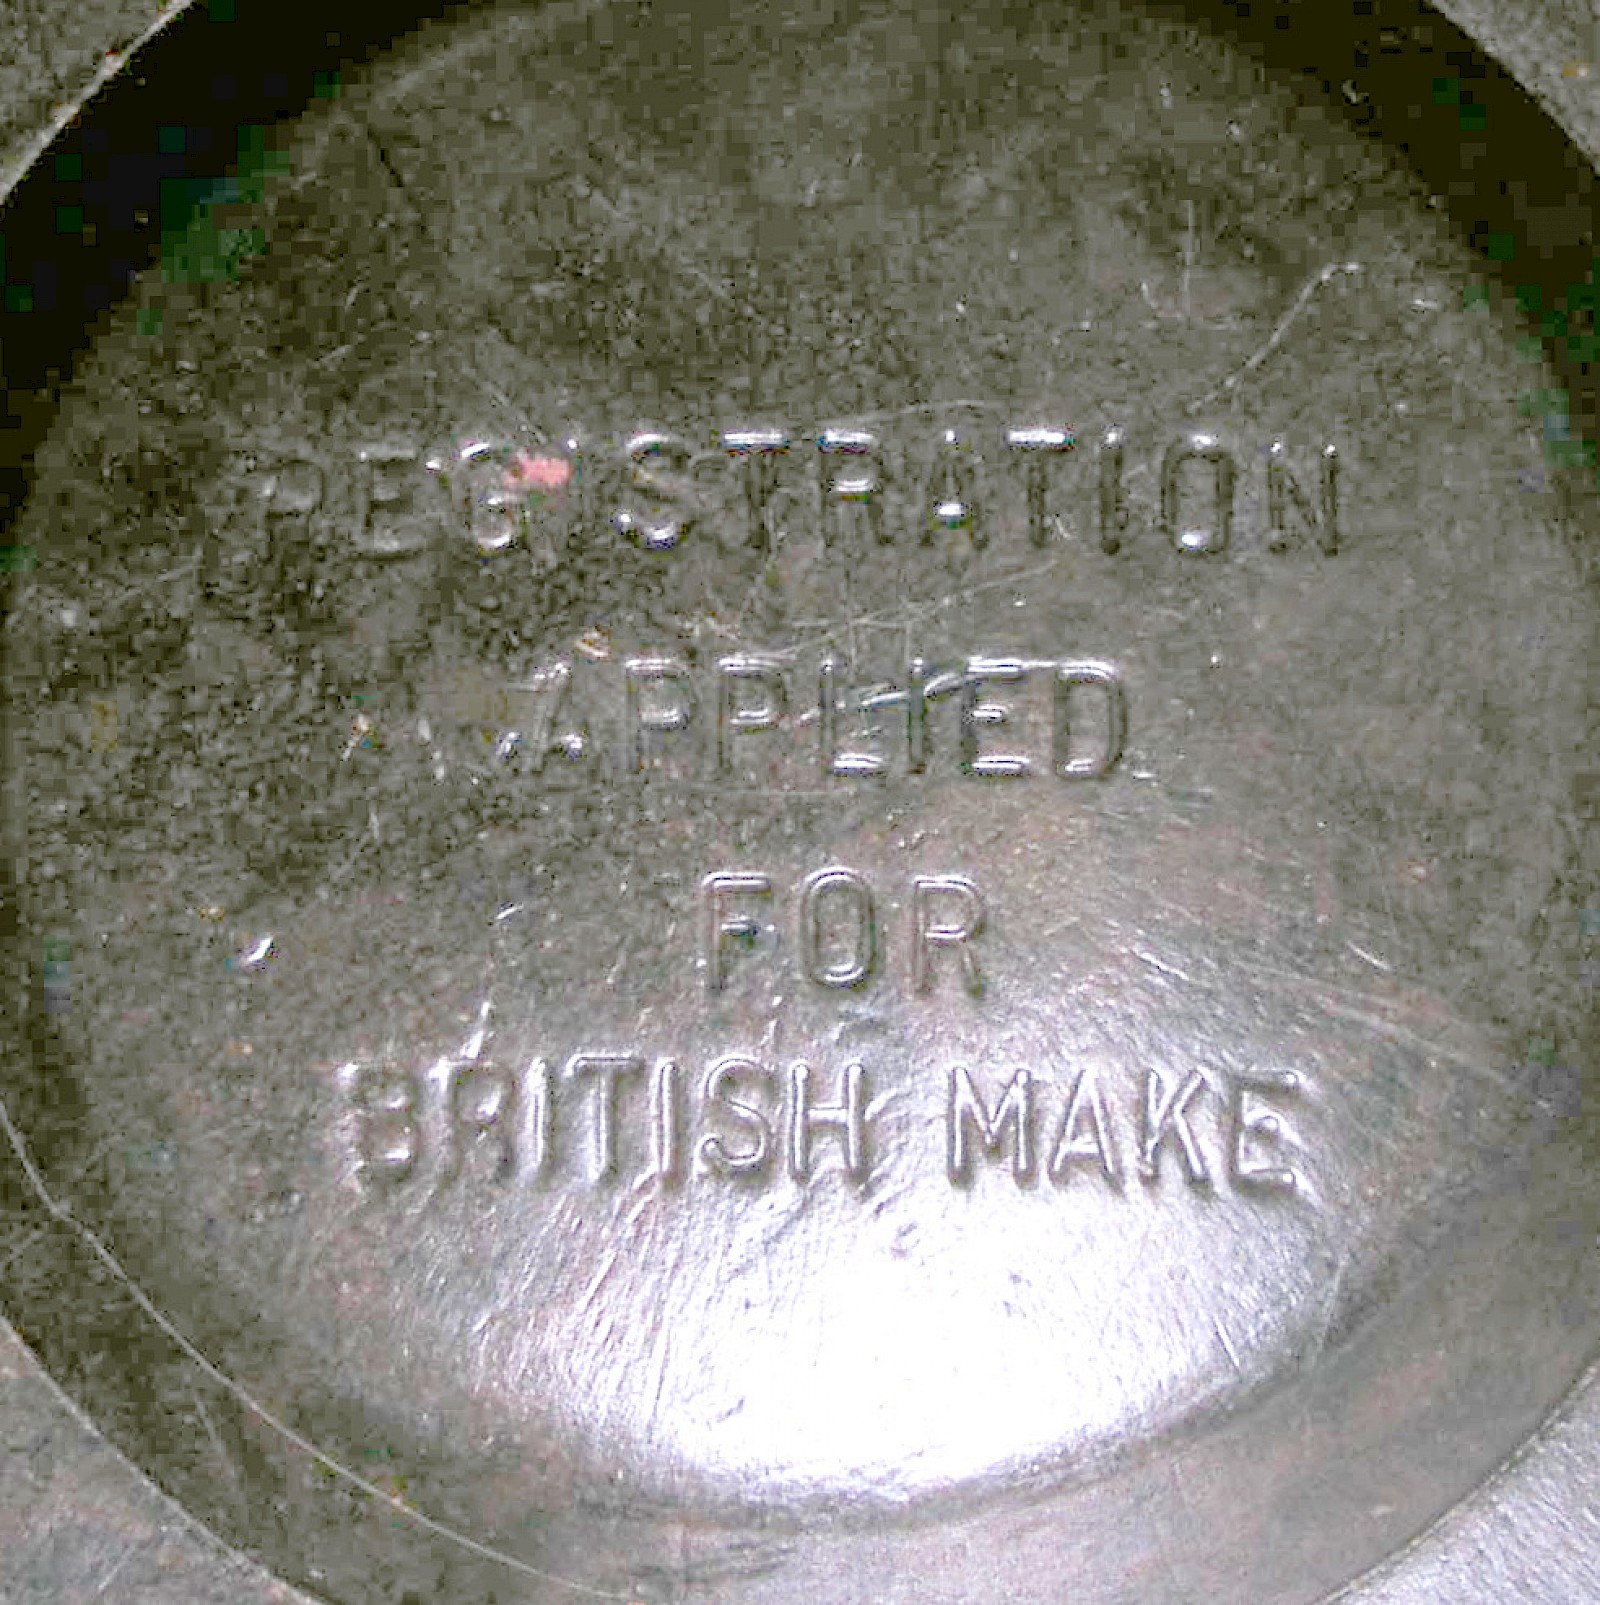 REGISTRATION
APPLIED
FOR
BRITISH MAKE